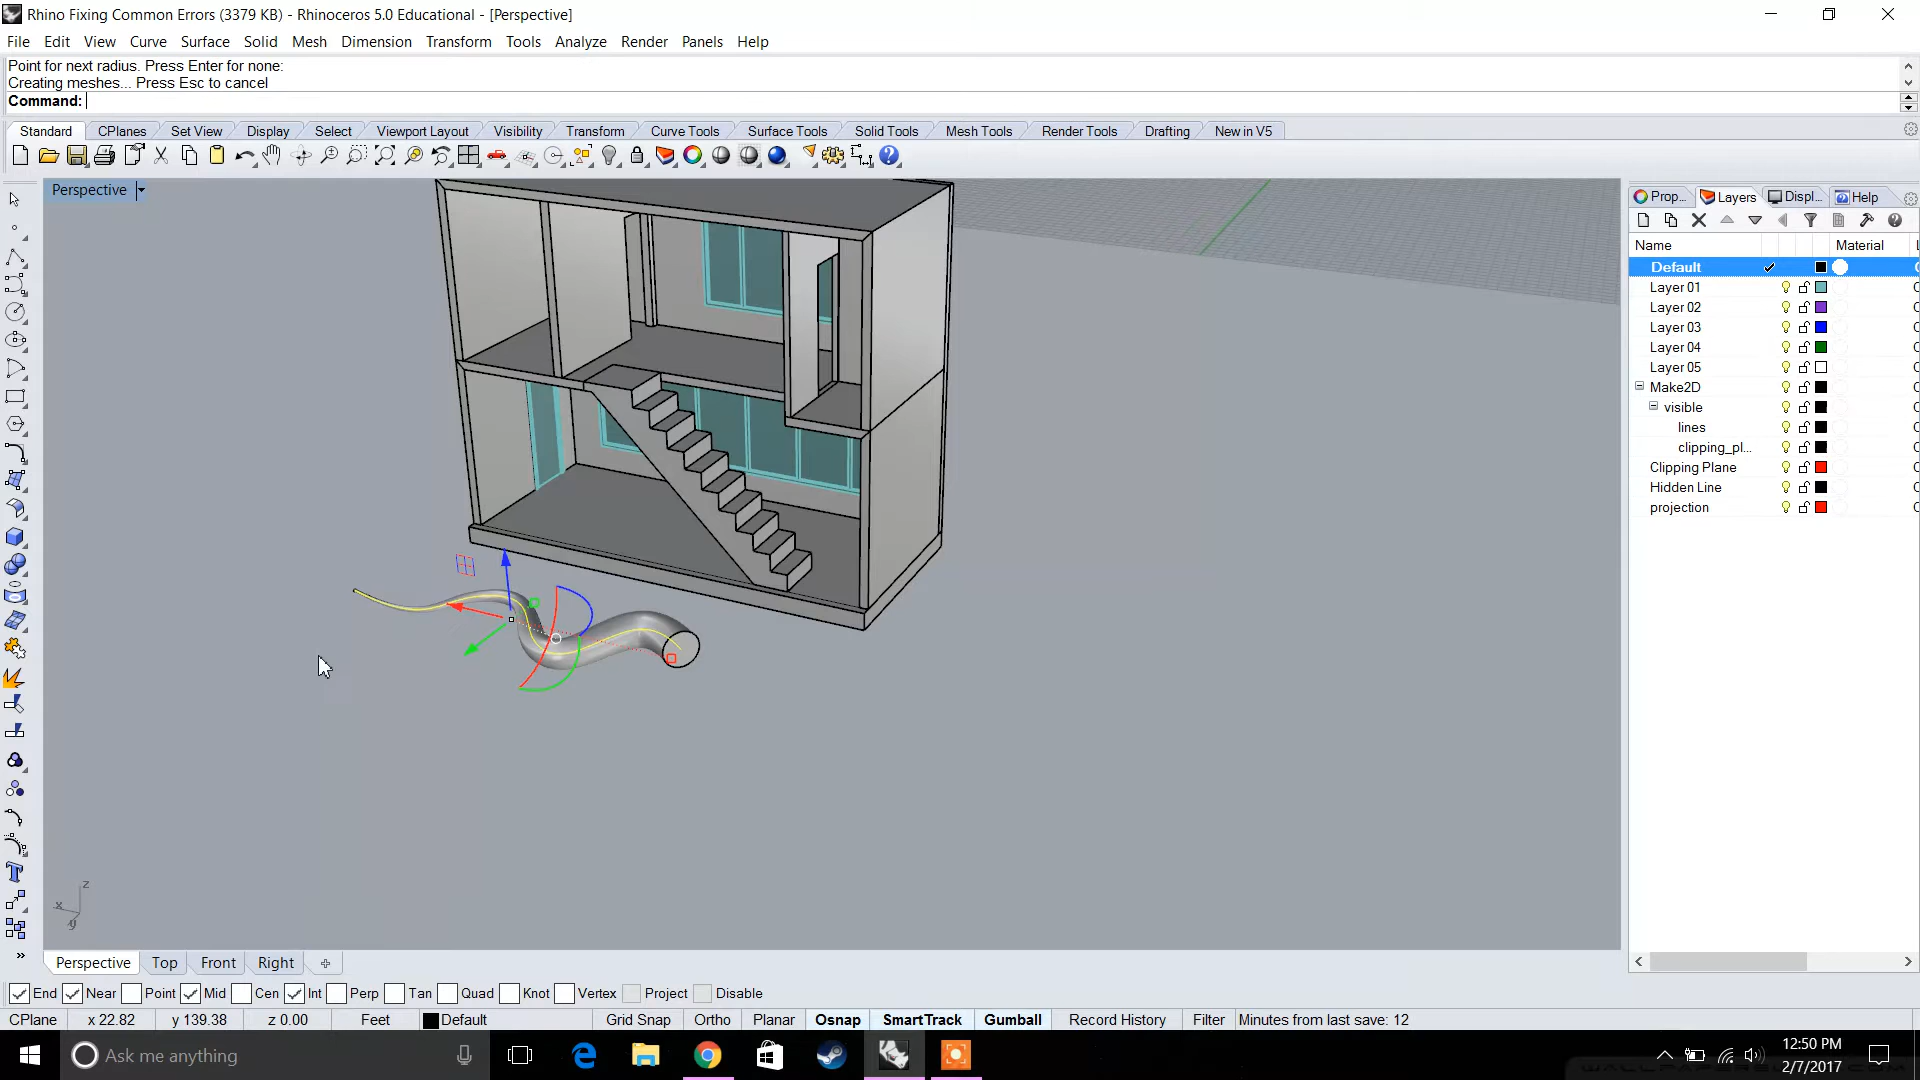 Rhino Fixing Common Errors (3379 KB) - Rhinoceros 5.0 Educational - [Perspective]
File Edit View Curve Surface Solid Mesh Dimension Transform Tools Analyze Render Panels Help
Point for next radius. Press Enter for none:
Creating meshes... Press Esc to cancel
Command:
Standard CPlanes Set View Display Select Viewport Layout Visibility Transform Curve Tools Surface Tools Solid Tools Mesh Tools Render Tools Drafting New in V5
Perspective
Prop... Layers Displ... Help
Name Material L
Default
Layer 01
Layer 02
Layer 03
Layer 04
Layer 05
Make2D
visible
lines
clipping_pl...
Clipping Plane
Hidden Line
projection
z
x
y
Perspective Top Front Right
End Near Point Mid Cen Int Perp Tan Quad Knot Vertex Project Disable
CPlane x 22.82 y 139.38 z 0.00 Feet Default Grid Snap Ortho Planar Osnap SmartTrack Gumball Record History Filter Minutes from last save: 12
Ask me anything
12:50 PM
2/7/2017